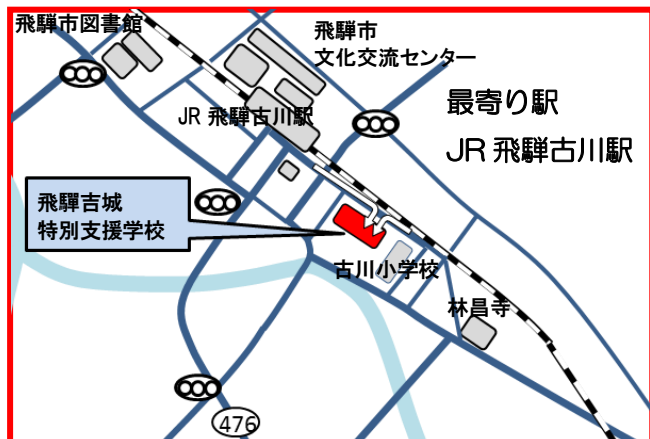 飛騨市図書館
飛騨市
文化交流センター
最寄り駅
JR 飛騨古川駅
JR 飛騨古川駅
飛驒吉城
特別支援学校
古川小学校
林昌寺
476